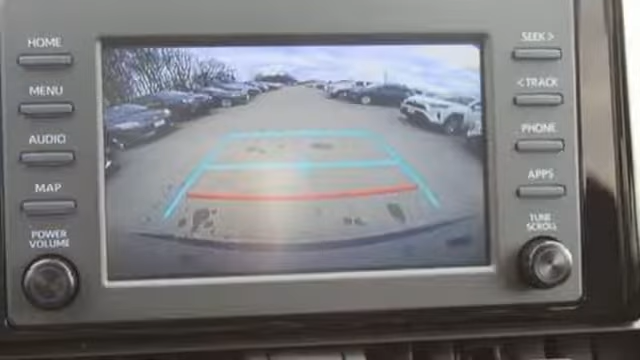 HOME
MENU
AUDIO
MAP
POWER
VOLUME
SEEK >
< TRACK
PHONE
APPS
TUNE
SCROLL